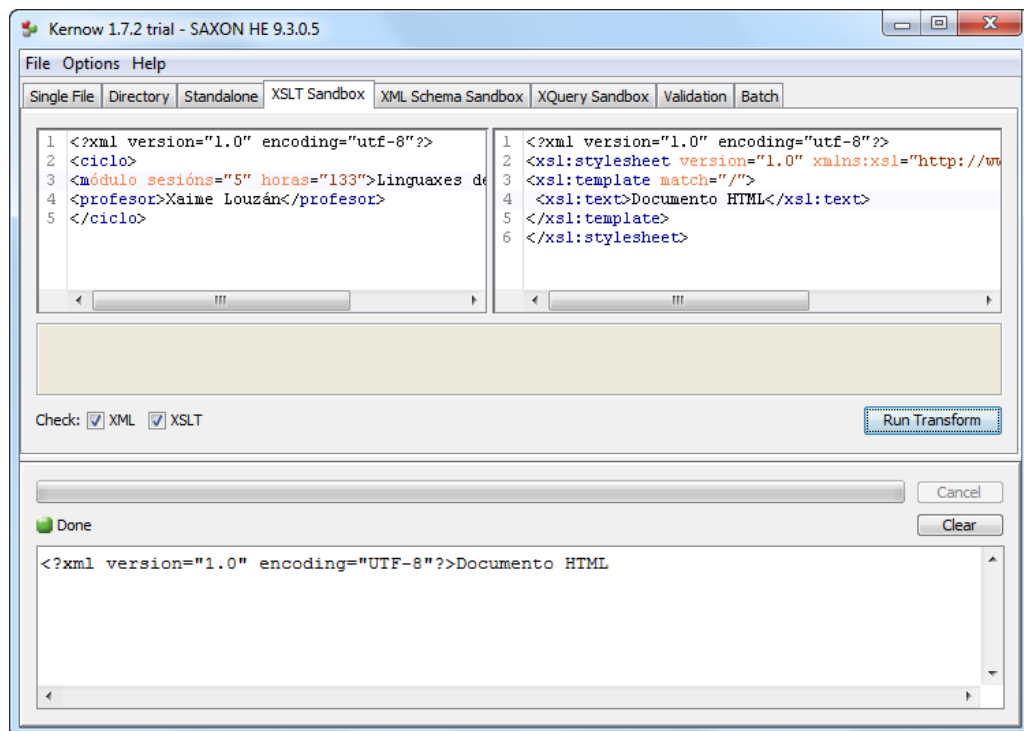 Kernow 1.7.2 trial - SAXON HE 9.3.0.5
File Options Help
Single File Directory Standalone XSLT Sandbox XML Schema Sandbox XQuery Sandbox Validation Batch
1 <?xml version="1.0" encoding="utf-8"?>
2 <ciclo>
3 <módulo sesións="5" horas="133">Linguaxes de
4 <profesor>Xaime Louzán</profesor>
5 </ciclo>
1 <?xml version="1.0" encoding="utf-8"?>
2 <xsl:stylesheet version="1.0" xmlns:xsl="http://ww
3 <xsl:template match="/">
4 <xsl:text>Documento HTML</xsl:text>
5 </xsl:template>
6 </xsl:stylesheet>
Check: XML XSLT
Run Transform
Cancel
Done
Clear
<?xml version="1.0" encoding="UTF-8"?>Documento HTML